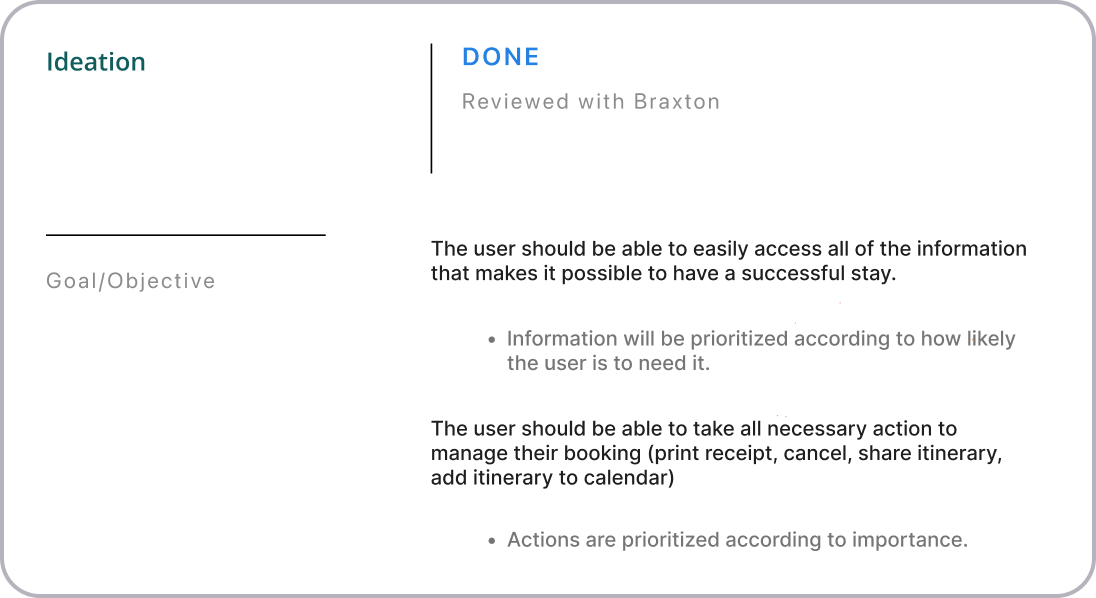 Ideation
DONE
Reviewed with Braxton
Goal/Objective
The user should be able to easily access all of the information
that makes it possible to have a successful stay.
• Information will be prioritized according to how likely
the user is to need it.
The user should be able to take all necessary action to
manage their booking (print receipt, cancel, share itinerary,
add itinerary to calendar)
• Actions are prioritized according to importance.